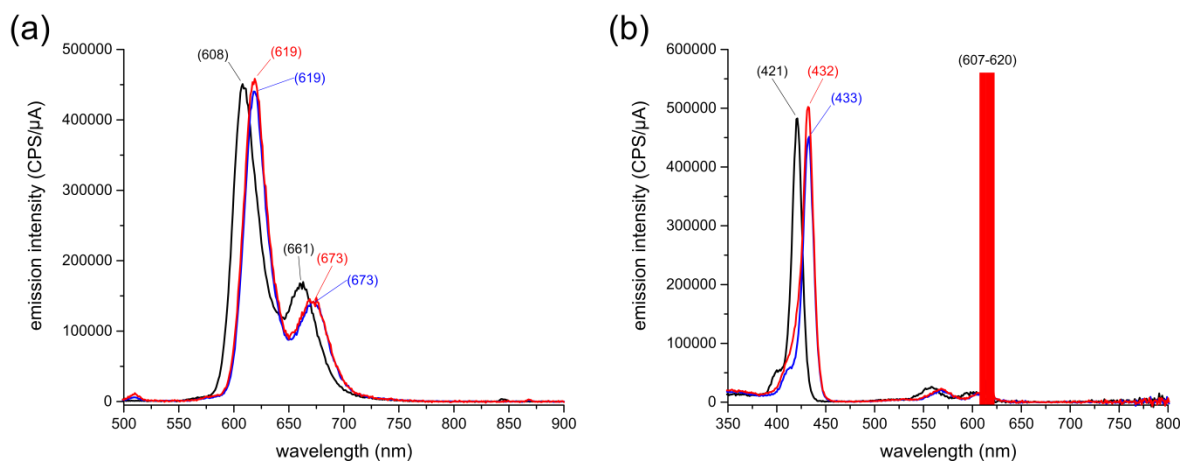 (a)
emission intensity (CPS/µA)
500000
400000
300000
200000
100000
0
(608)
(619)
(619)
(661)
(673)
(673)
500 550 600 650 700 750 800 850 900
wavelength (nm)
(b)
emission intensity (CPS/µA)
600000
500000
400000
300000
200000
100000
0
(421)
(432)
(433)
(607-620)
350 400 450 500 550 600 650 700 750 800
wavelength (nm)